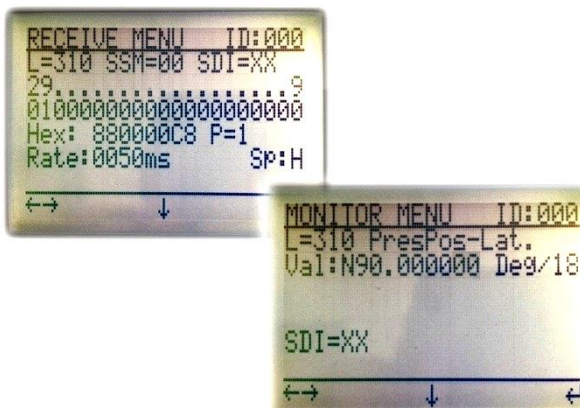 RECEIVE MENU ID:000
L=310 SSM=00 SDI=XX
29...................9
010000000000000000000
Hex: 880000C8 P=1
Rate:0050ms Sp:H
←→ ↓
MONITOR MENU ID:000
L=310 PresPos-Lat.
Val:N90.000000 Deg/18
SDI=XX
←→ ↓ ↵